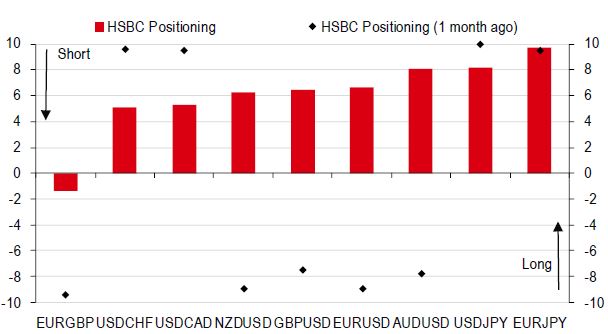 HSBC Positioning
HSBC Positioning (1 month ago)
10 10
Short
8 8
6 6
4 4
2 2
0 0
-2 -2
-4 -4
-6 -6
Long
-8 -8
-10 -10
EURGBP USDCHF USDCAD NZDUSD GBPUSD EURUSD AUDUSD USDJPY EURJPY